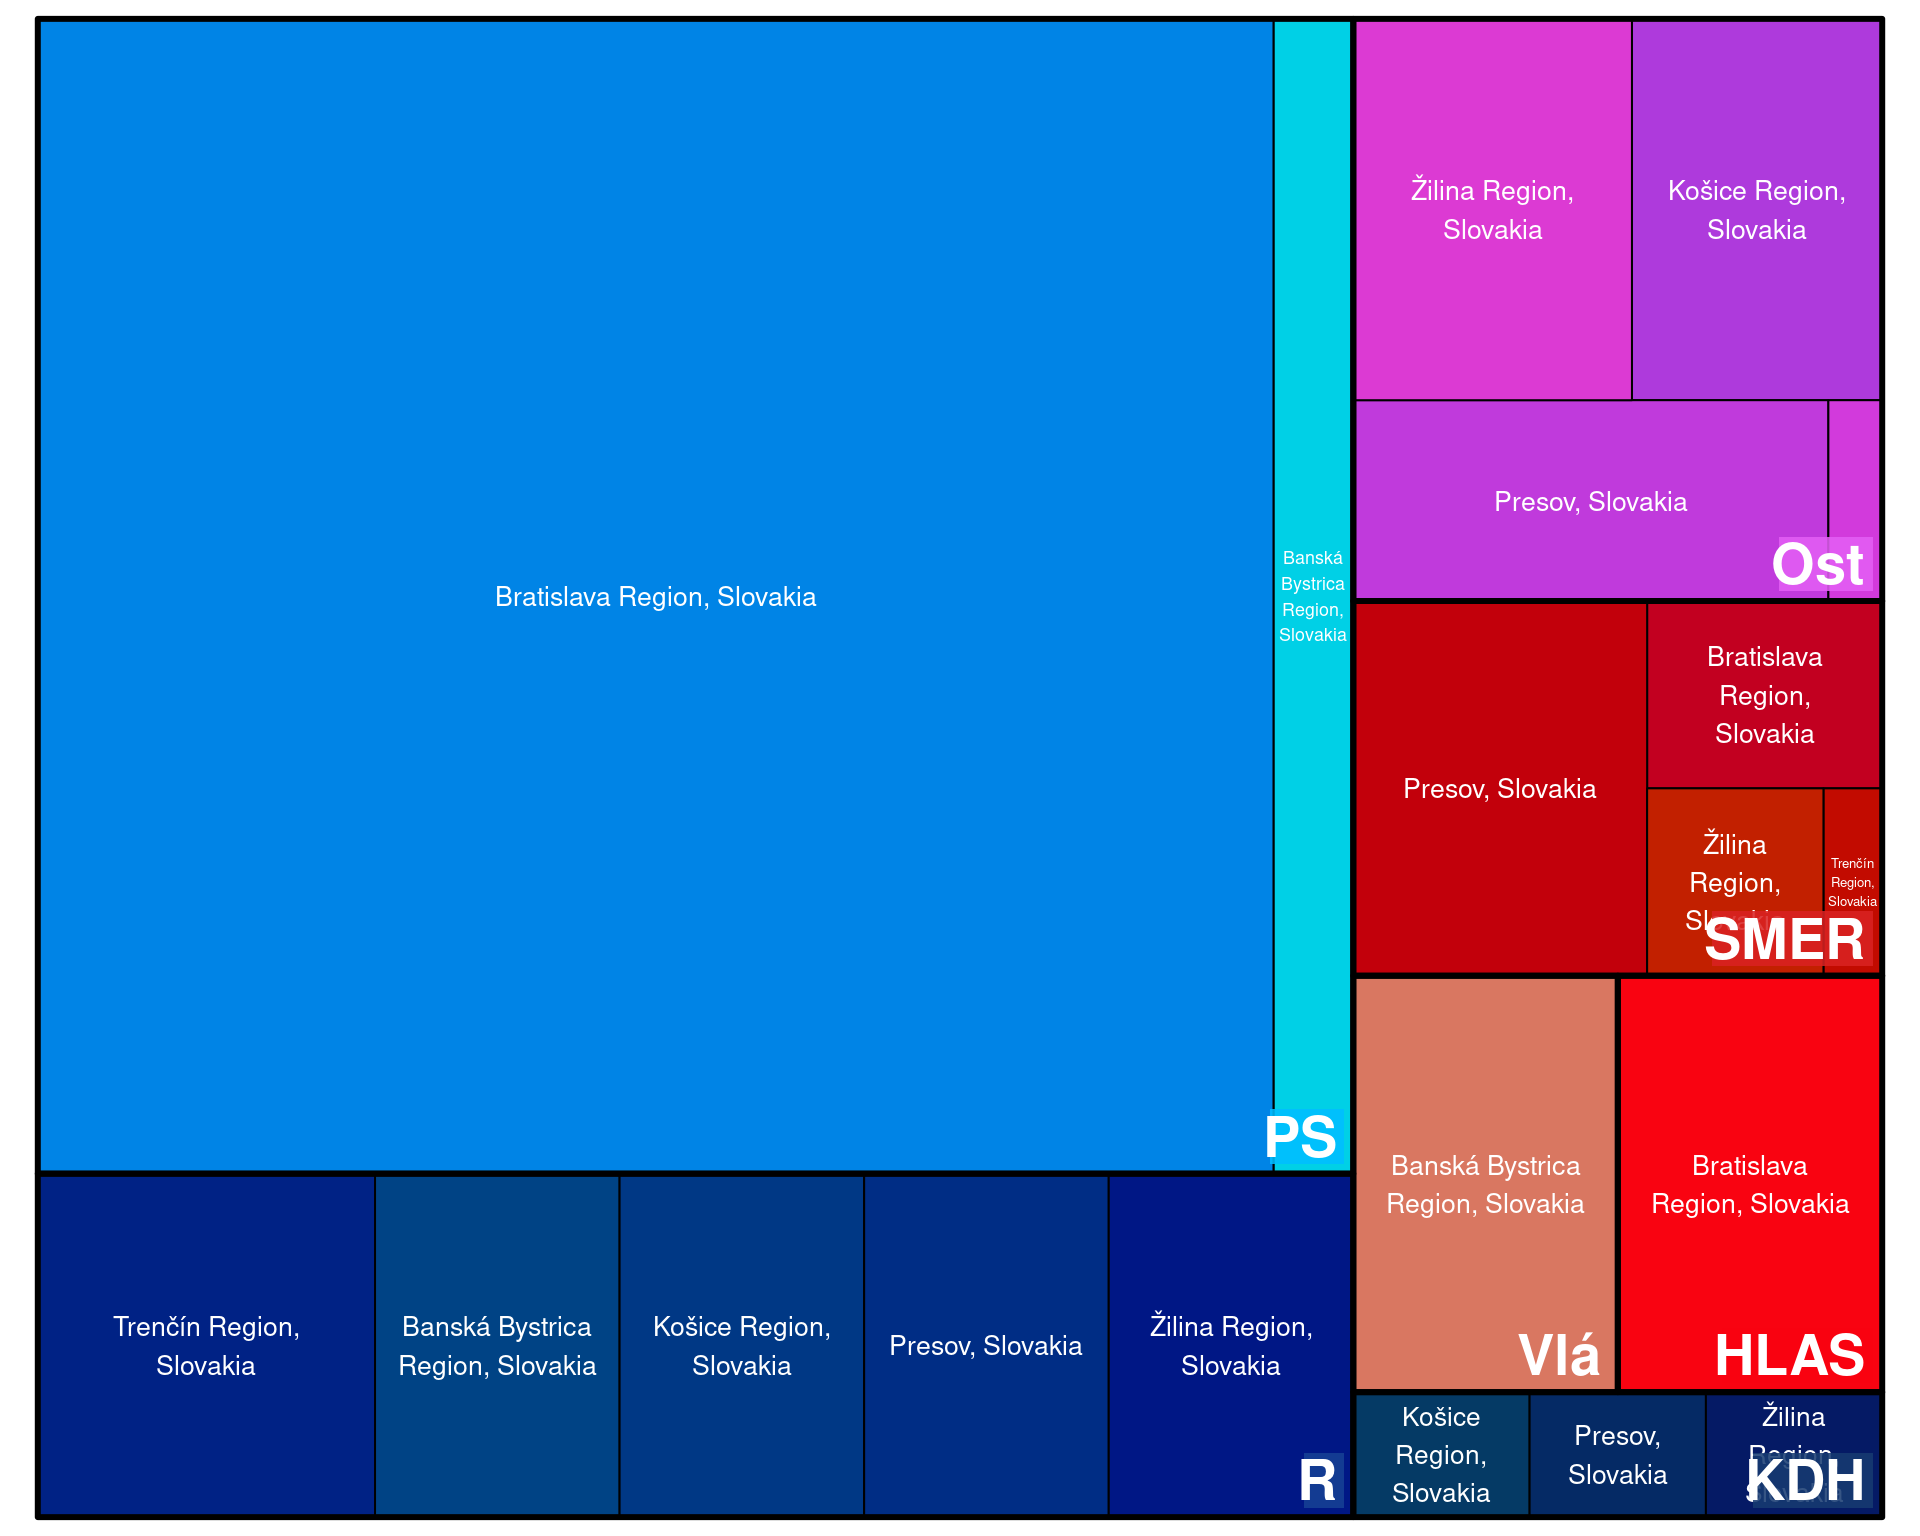 Bratislava Region, Slovakia
Banská
Bystrica
Region,
Slovakia
PS
Trenčín Region,
Slovakia
Banská Bystrica
Region, Slovakia
Košice Region,
Slovakia
Presov, Slovakia
Žilina Region,
Slovakia
R
Žilina Region,
Slovakia
Košice Region,
Slovakia
Presov, Slovakia
Ost
Presov, Slovakia
Bratislava
Region,
Slovakia
Žilina
Region,
Slovakia
Trenčín
Region,
Slovakia
SMER
Banská Bystrica
Region, Slovakia
Vlá
Bratislava
Region, Slovakia
HLAS
Košice
Region,
Slovakia
Presov,
Slovakia
Žilina
Region,
Slovakia
KDH